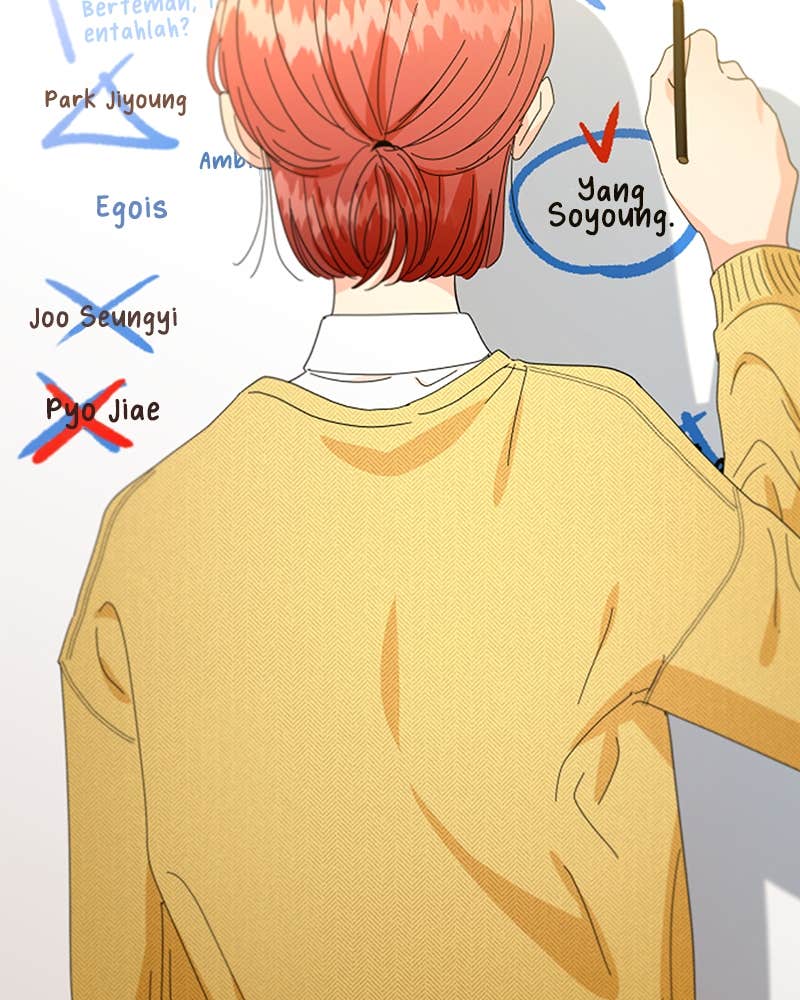 Berteman,
entahlah?
Park Jiyoung
Egois
Joo Seungyi
Pyo Jiae
Yang
Soyoung.